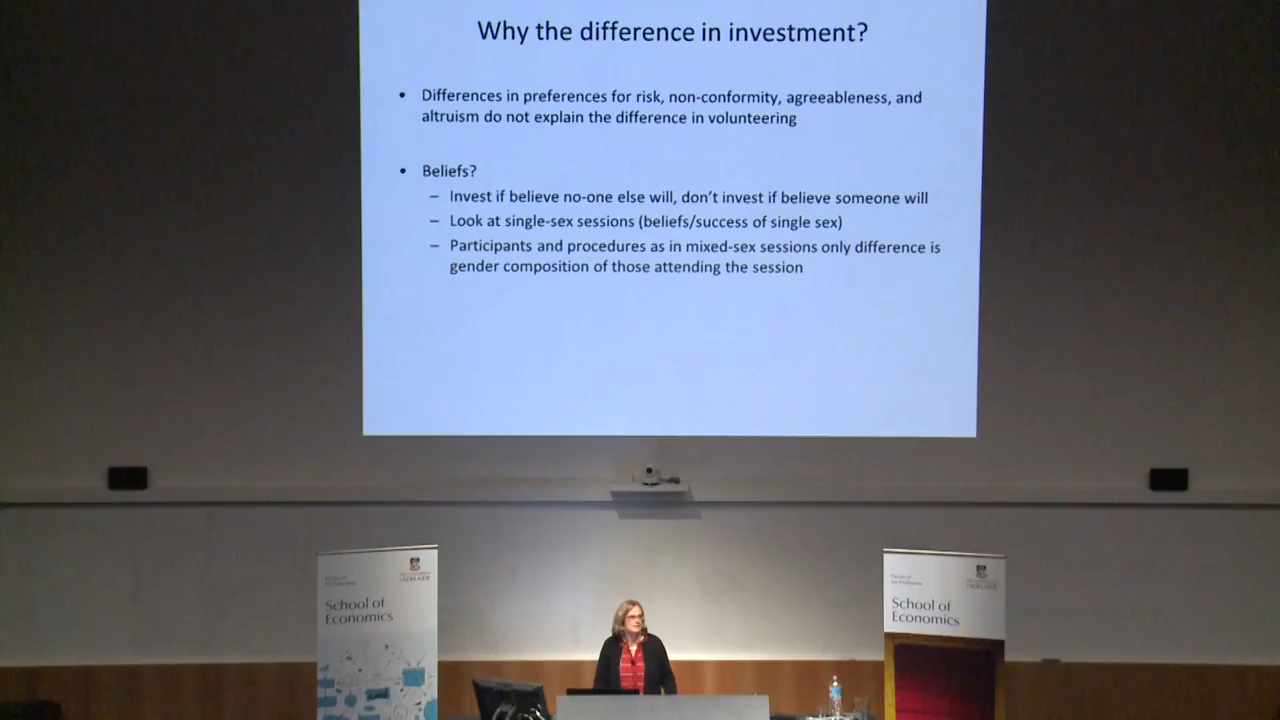 Why the difference in investment?
• Differences in preferences for risk, non-conformity, agreeableness, and
altruism do not explain the difference in volunteering
• Beliefs?
– Invest if believe no-one else will, don't invest if believe someone will
– Look at single-sex sessions (beliefs/success of single sex)
– Participants and procedures as in mixed-sex sessions only difference is
gender composition of those attending the session
ADELAIDE
School of
Economics
School of
Economics